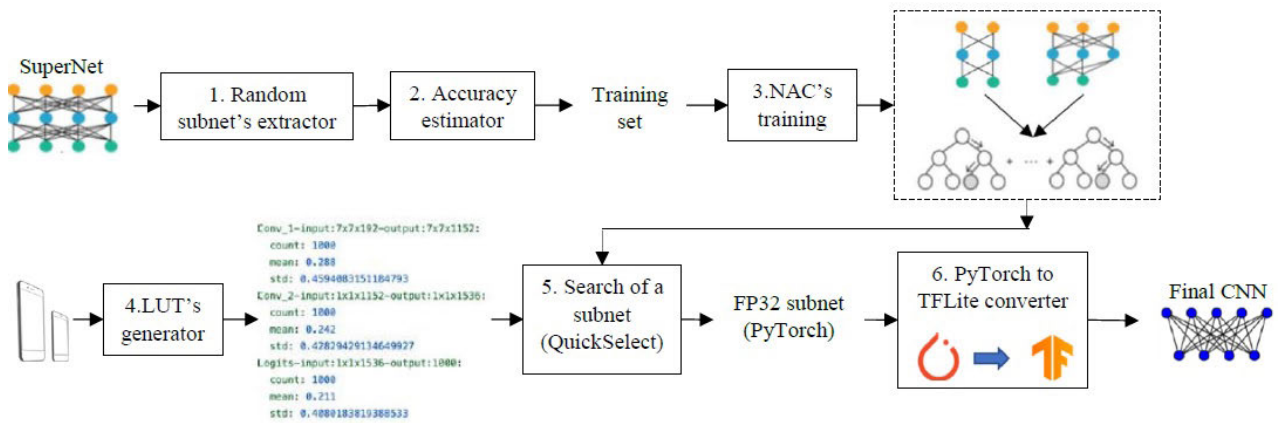 SuperNet
1. Random
subnet's extractor
2. Accuracy
estimator
Training
set
3.NAC's
training
+ ... +
4.LUT's
generator
Conv_1-input:7x7x192-output:7x7x1152:
count: 1000
mean: 0.288
std: 0.4594083151184793
Conv_2-input:1x1x1152-output:1x1x1536:
count: 1000
mean: 0.242
std: 0.42829429134649927
Logits-input:1x1x1536-output:1000:
count: 1000
mean: 0.211
std: 0.4080183819388533
5. Search of a
subnet
(QuickSelect)
FP32 subnet
(PyTorch)
6. PyTorch to
TFLite converter
Final CNN